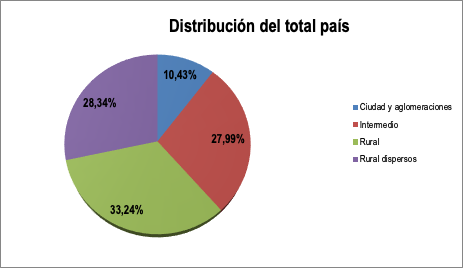 Distribución del total país
10,43%
27,99%
33,24%
28,34%
Ciudad y aglomeraciones
Intermedio
Rural
Rural dispersos